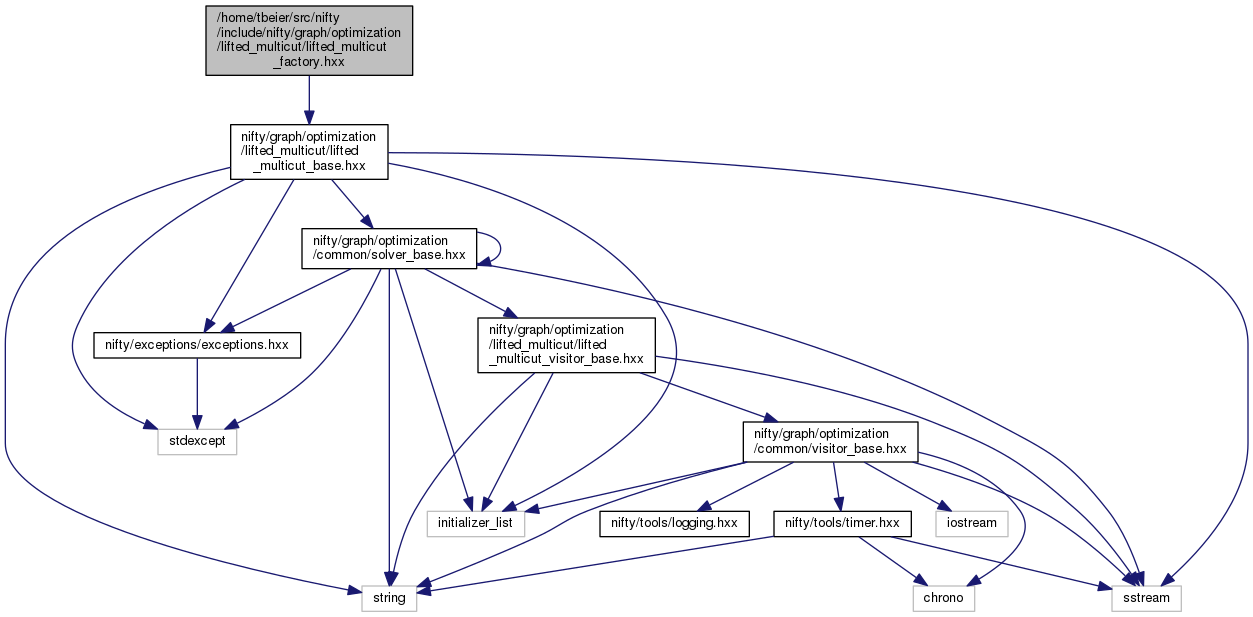 /home/tbeier/src/nifty
/include/nifty/graph/optimization
/lifted_multicut/lifted_multicut
_factory.hxx
nifty/graph/optimization
/lifted_multicut/lifted
_multicut_base.hxx
nifty/graph/optimization
/common/solver_base.hxx
nifty/exceptions/exceptions.hxx
nifty/graph/optimization
/lifted_multicut/lifted
_multicut_visitor_base.hxx
stdexcept
nifty/graph/optimization
/common/visitor_base.hxx
initializer_list
nifty/tools/logging.hxx
nifty/tools/timer.hxx
iostream
string
chrono
sstream